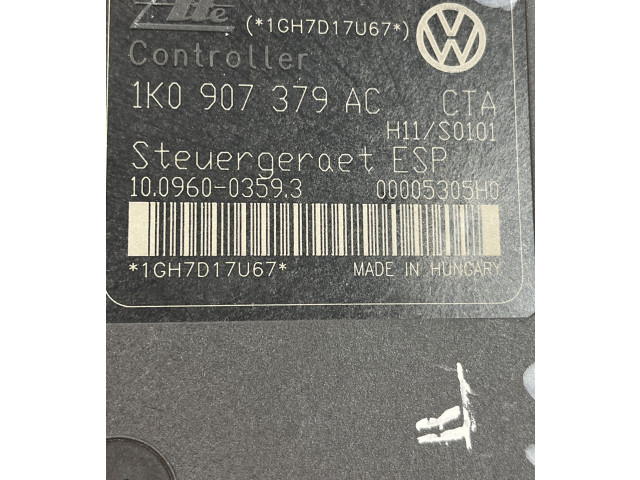 Ate (*1GH7D17U67*)
Controller
1K0 907 379 AC CTA
H11/S0101
Steuergeraet ESP
10.0960-0359.3 00005305H0
*1GH7D17U67* MADE IN HUNGARY